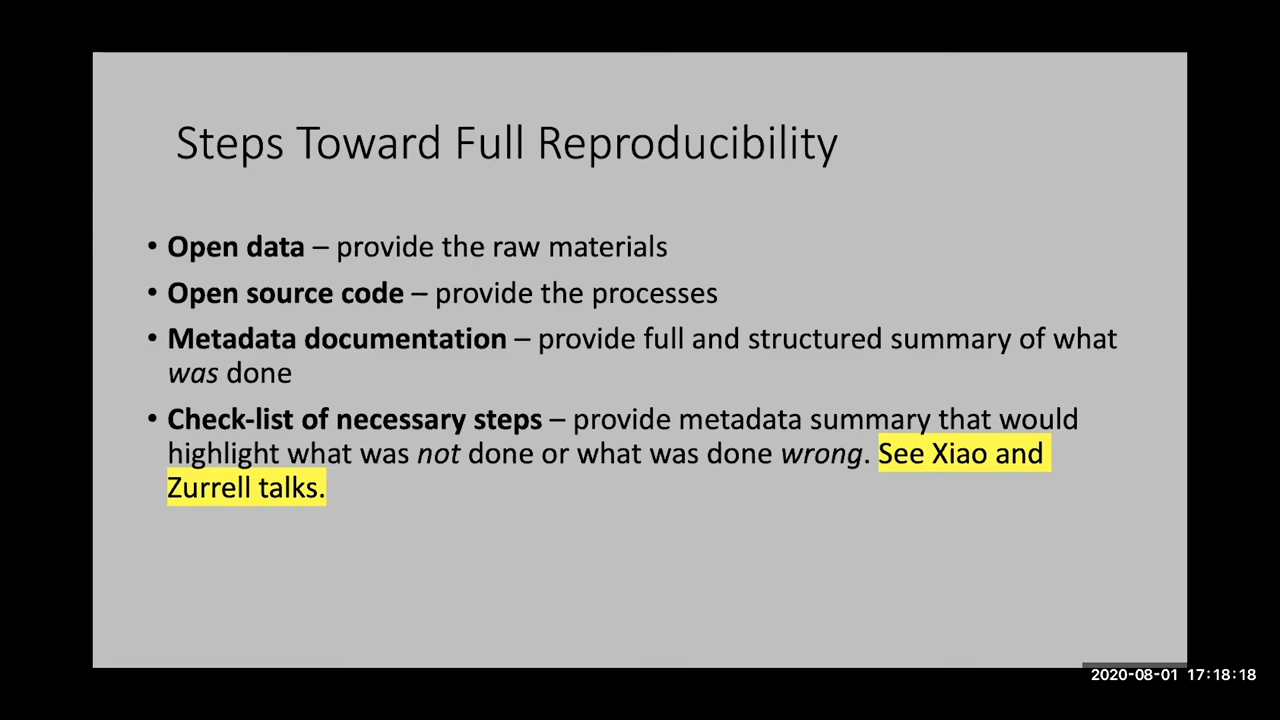 Steps Toward Full Reproducibility
• Open data – provide the raw materials
• Open source code – provide the processes
• Metadata documentation – provide full and structured summary of what
was done
• Check-list of necessary steps – provide metadata summary that would
highlight what was not done or what was done wrong. See Xiao and
Zurrell talks.
2020-08-01 17:18:18